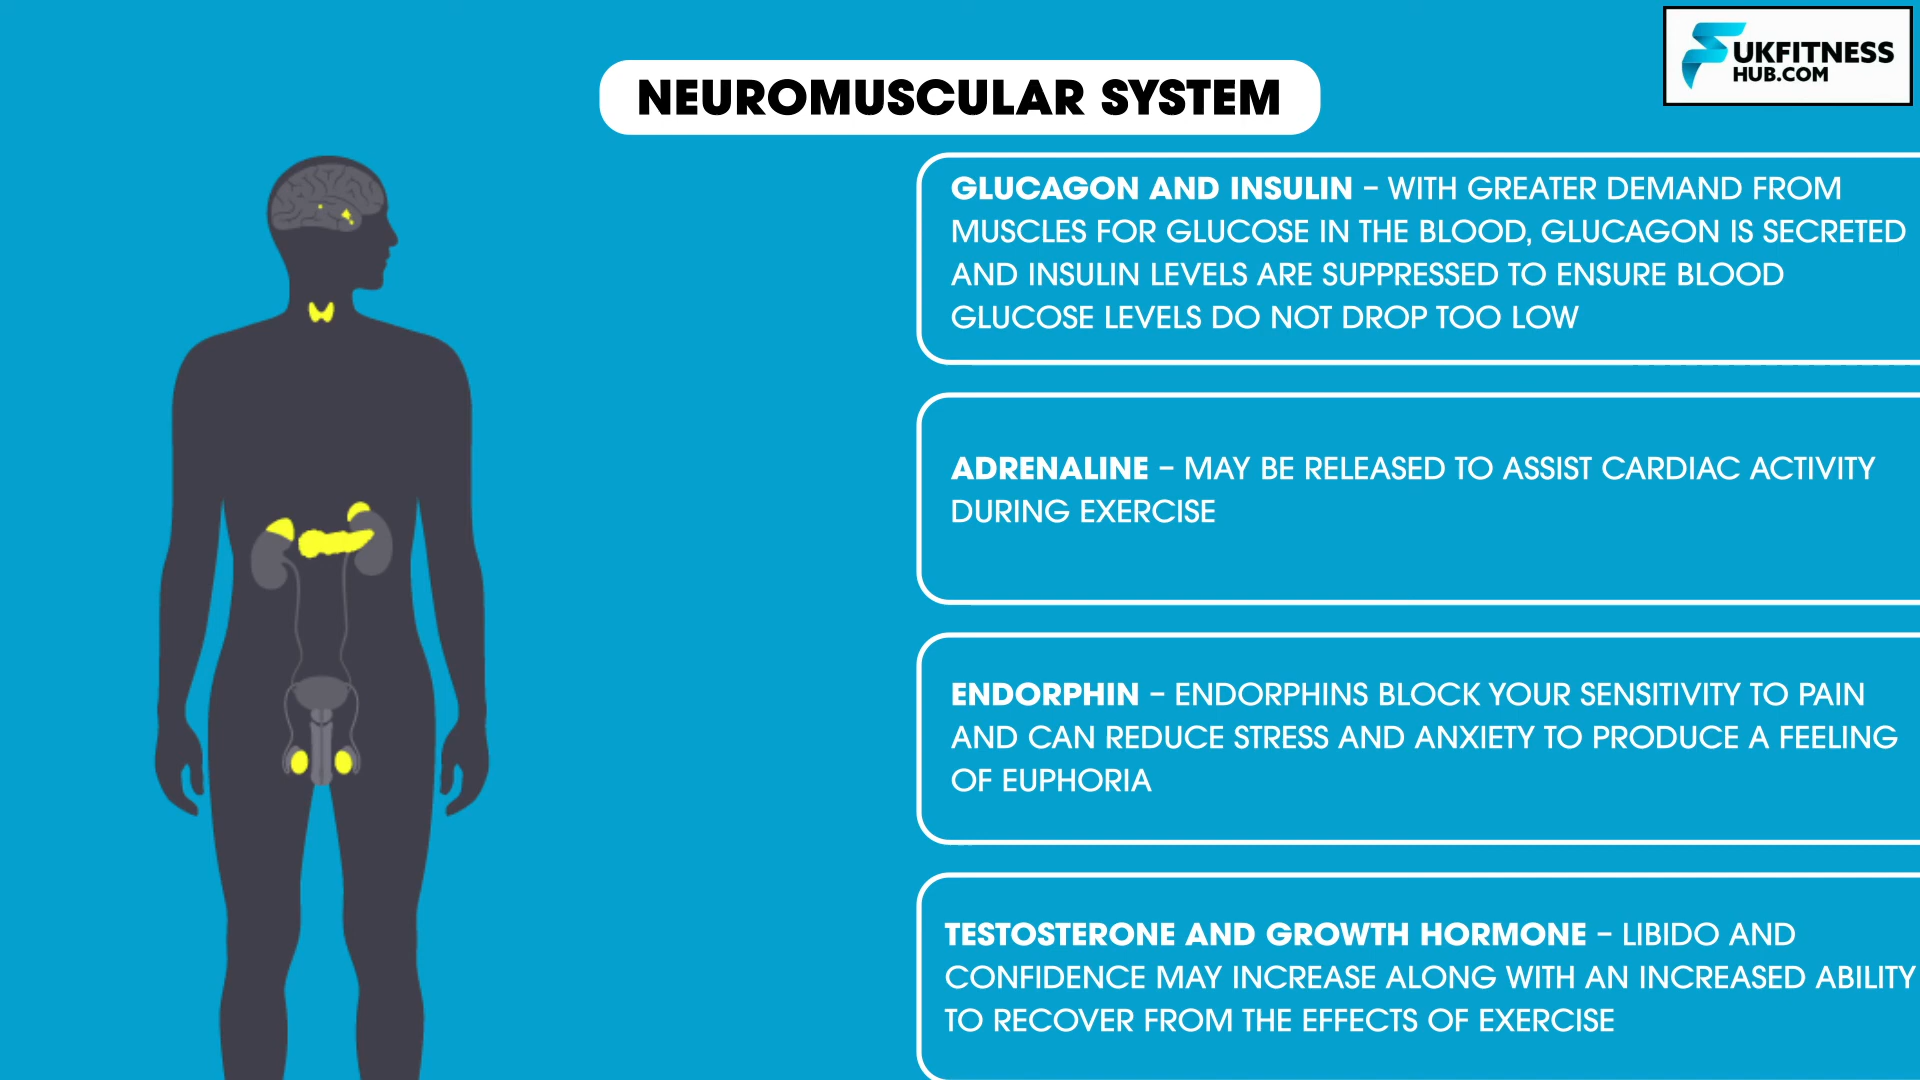 UKFITNESS
HUB.COM
NEUROMUSCULAR SYSTEM
GLUCAGON AND INSULIN – WITH GREATER DEMAND FROM
MUSCLES FOR GLUCOSE IN THE BLOOD, GLUCAGON IS SECRETED
AND INSULIN LEVELS ARE SUPPRESSED TO ENSURE BLOOD
GLUCOSE LEVELS DO NOT DROP TOO LOW
ADRENALINE – MAY BE RELEASED TO ASSIST CARDIAC ACTIVITY
DURING EXERCISE
ENDORPHIN – ENDORPHINS BLOCK YOUR SENSITIVITY TO PAIN
AND CAN REDUCE STRESS AND ANXIETY TO PRODUCE A FEELING
OF EUPHORIA
TESTOSTERONE AND GROWTH HORMONE – LIBIDO AND
CONFIDENCE MAY INCREASE ALONG WITH AN INCREASED ABILITY
TO RECOVER FROM THE EFFECTS OF EXERCISE